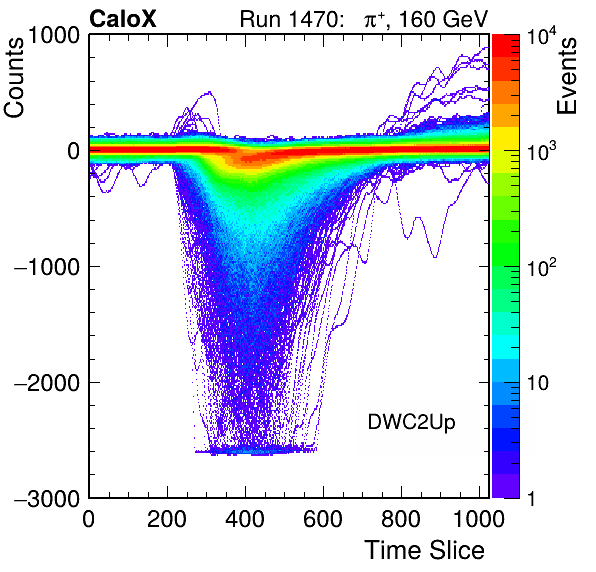 CaloX Run 1470: π⁺, 160 GeV
Counts
Events
1000
0
−1000
−2000
−3000
0 200 400 600 800 1000
Time Slice
DWC2Up
10⁴
10³
10²
10
1